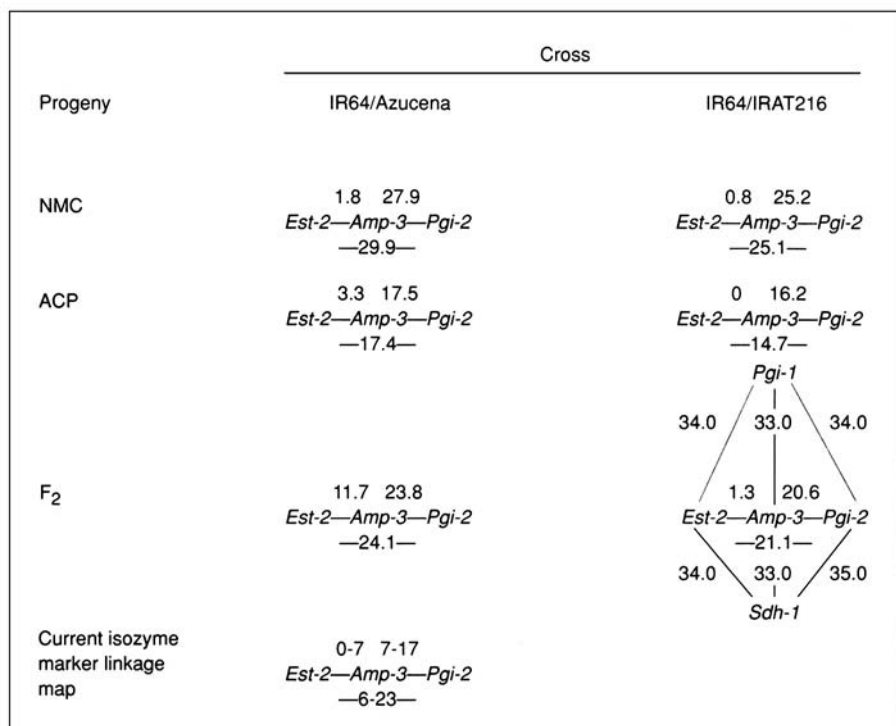 Cross
Progeny IR64/Azucena IR64/IRAT216
1.8 27.9 0.8 25.2
NMC
Est-2—Amp-3—Pgi-2 Est-2—Amp-3—Pgi-2
—29.9— —25.1—
3.3 17.5 0 16.2
ACP
Est-2—Amp-3—Pgi-2 Est-2—Amp-3—Pgi-2
—17.4— —14.7—
Pgi-1
34.0 33.0 34.0
F2 11.7 23.8 1.3 20.6
Est-2—Amp-3—Pgi-2 Est-2—Amp-3—Pgi-2
—24.1— —21.1—
34.0 33.0 35.0
Sdh-1
Current isozyme
marker linkage
map
0-7 7-17
Est-2—Amp-3—Pgi-2
—6-23—